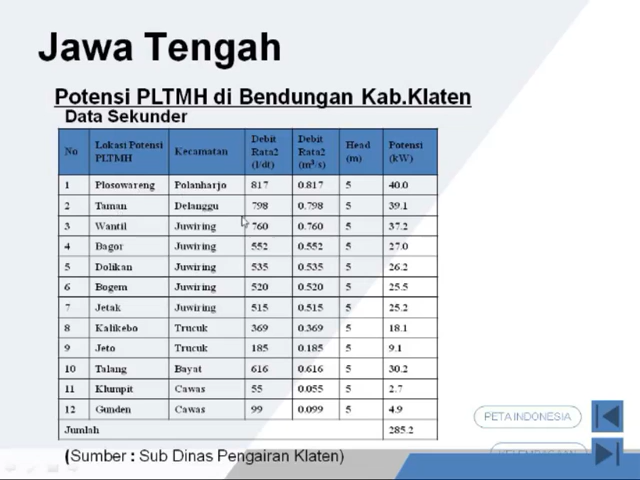 Jawa Tengah
Potensi PLTMH di Bendungan Kab.Klaten
Data Sekunder
No Lokasi Potensi PLTMH Kecamatan Debit Rata2 (l/dt) Debit Rata2 (m³/s) Head (m) Potensi (kW)
1 Plosowareng Polanharjo 817 0.817 5 40.0
2 Taman Delanggu 798 0.798 5 39.1
3 Wantil Juwiring 760 0.760 5 37.2
4 Bagor Juwiring 552 0.552 5 27.0
5 Dolikan Juwiring 535 0.535 5 26.2
6 Bogem Juwiring 520 0.520 5 25.5
7 Jetak Juwiring 515 0.515 5 25.2
8 Kalikebo Trucuk 369 0.369 5 18.1
9 Jeto Trucuk 185 0.185 5 9.1
10 Talang Bayat 616 0.616 5 30.2
11 Klumpit Cawas 55 0.055 5 2.7
12 Gunden Cawas 99 0.099 5 4.9
Jumlah 285.2
PETA INDONESIA
(Sumber : Sub Dinas Pengairan Klaten)